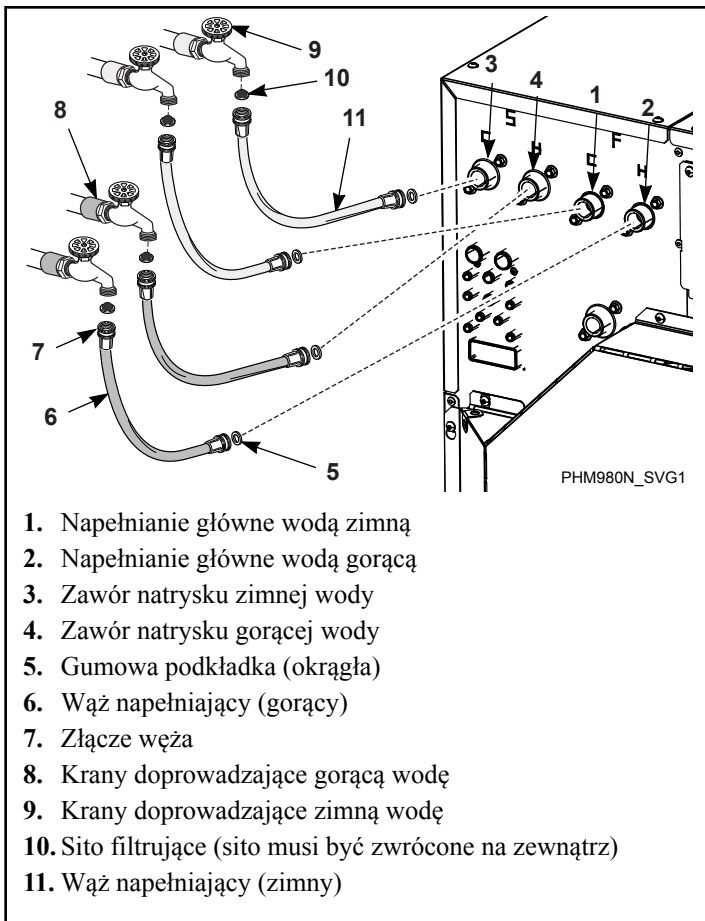 9
10
11
8
7
6
5
3
4
1
2
S
F
C
H
C
H
PHM980N_SVG1
1. Napełnianie główne wodą zimną
2. Napełnianie główne wodą gorącą
3. Zawór natrysku zimnej wody
4. Zawór natrysku gorącej wody
5. Gumowa podkładka (okrągła)
6. Wąż napełniający (gorący)
7. Złącze węża
8. Krany doprowadzające gorącą wodę
9. Krany doprowadzające zimną wodę
10. Sito filtrujące (sito musi być zwrócone na zewnątrz)
11. Wąż napełniający (zimny)